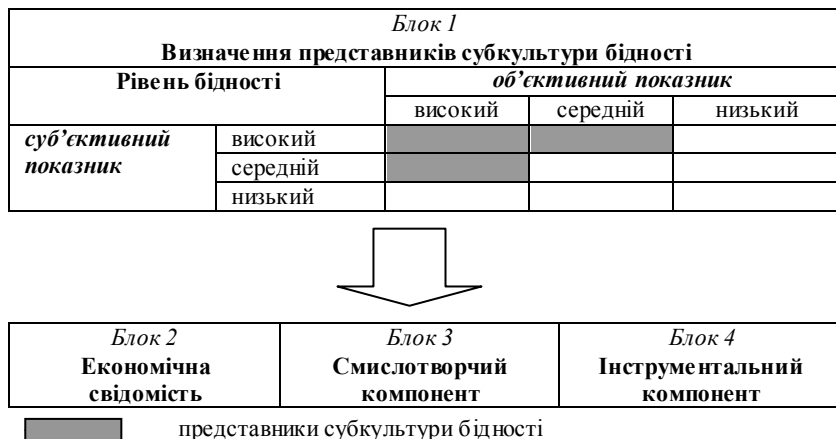 Блок 1
Визначення представників субкультури бідності
Рівень бідності об’єктивний показник
високий середній низький
суб’єктивний високий
показник середній
низький
Блок 2 Блок 3 Блок 4
Економічна Смислотворчий Інструментальний
свідомість компонент компонент
представники субкультури бідності